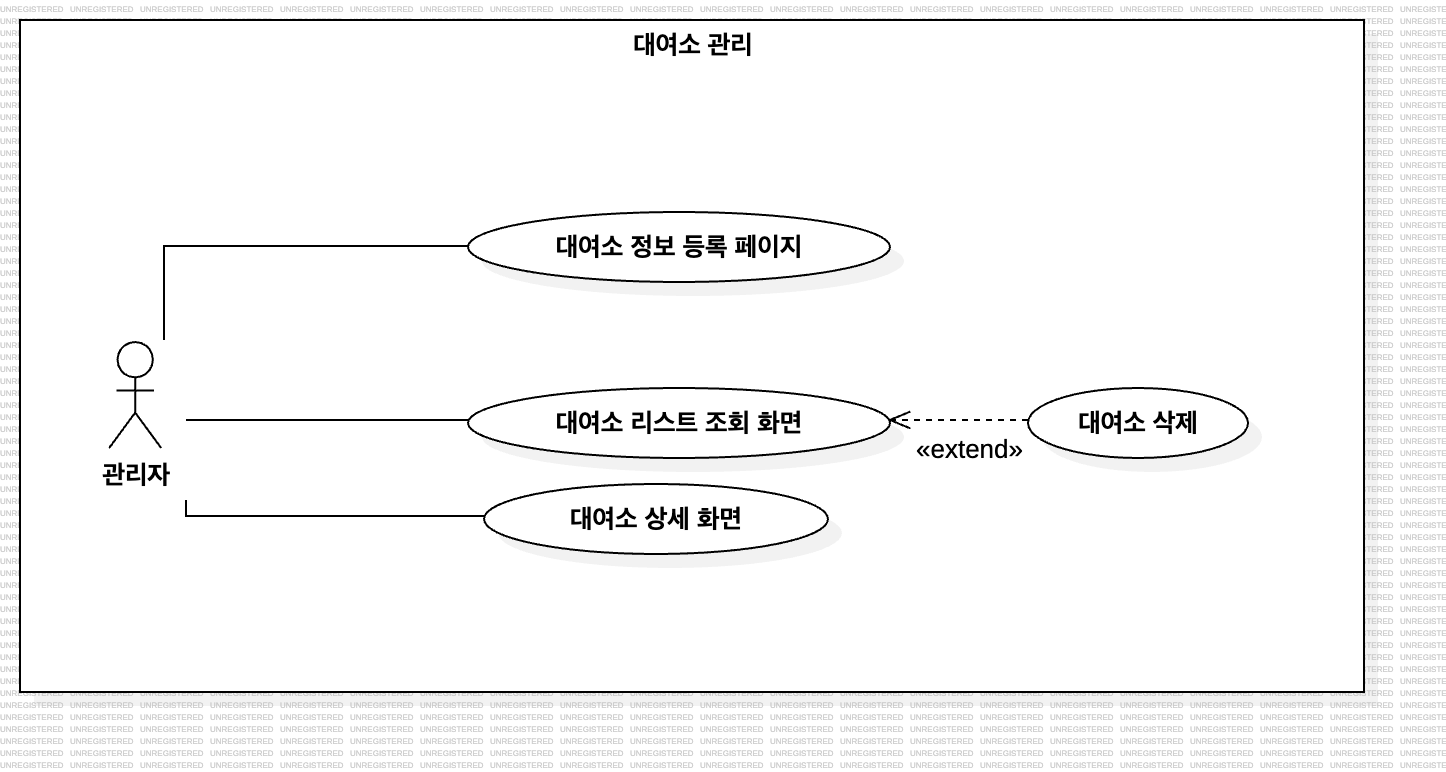 대여소 관리
대여소 정보 등록 페이지
대여소 리스트 조회 화면
대여소 삭제
«extend»
관리자
대여소 상세 화면
UNREGISTERED